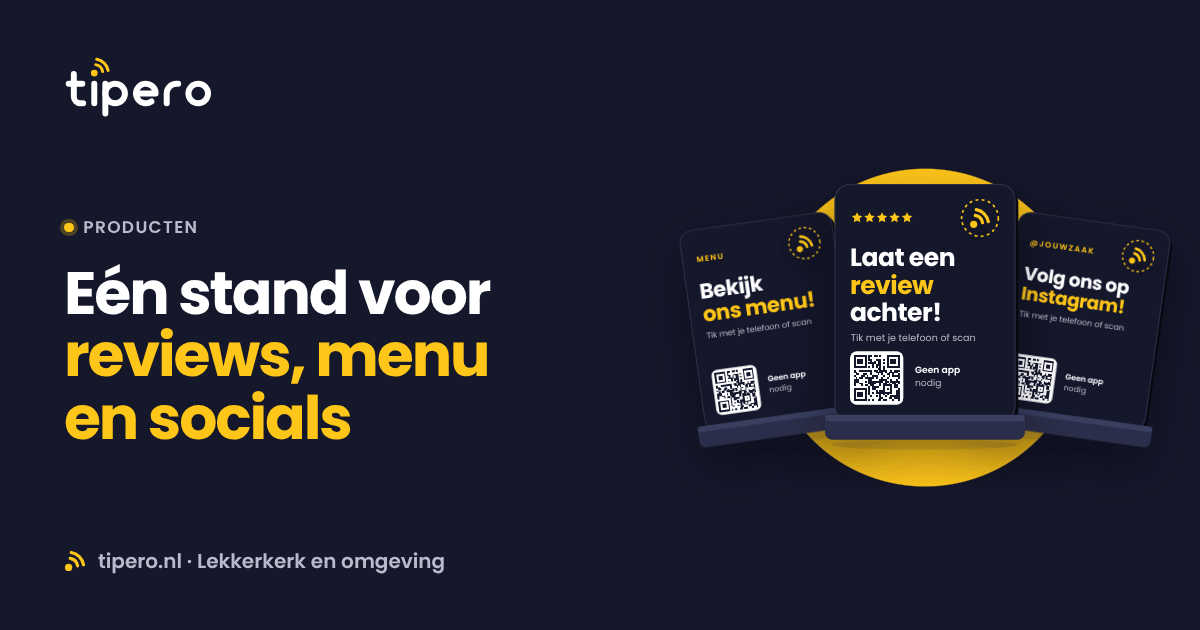 tipero
PRODUCTEN
Eén stand voor
reviews, menu
en socials
tipero.nl · Lekkerkerk en omgeving
MENU
Bekijk
ons menu!
Tik met je telefoon of scan
Geen app
nodig
Laat een
review
achter!
Tik met je telefoon of scan
Geen app
nodig
@JOUWZAAK
Volg ons op
Instagram!
Tik met je telefoon of scan
Geen app
nodig